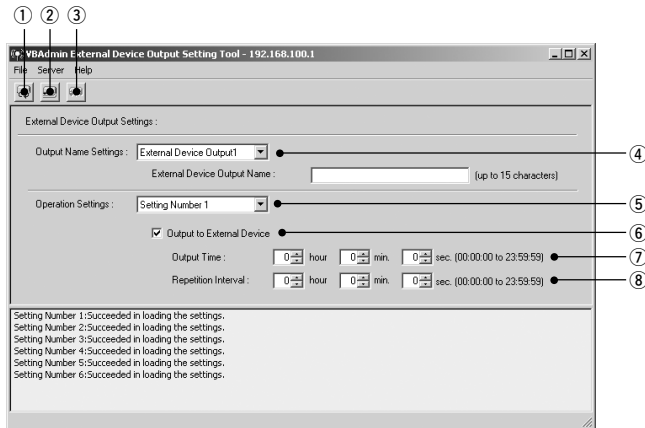 ① ② ③
VBAdmin External Device Output Setting Tool - 192.168.100.1
File Server Help
External Device Output Settings :
Output Name Settings : External Device Output1 ④
External Device Output Name : (up to 15 characters)
Operation Settings : Setting Number 1 ⑤
Output to External Device ⑥
Output Time : 0 hour 0 min. 0 sec. (00:00:00 to 23:59:59) ⑦
Repetition Interval : 0 hour 0 min. 0 sec. (00:00:00 to 23:59:59) ⑧
Setting Number 1:Succeeded in loading the settings.
Setting Number 2:Succeeded in loading the settings.
Setting Number 3:Succeeded in loading the settings.
Setting Number 4:Succeeded in loading the settings.
Setting Number 5:Succeeded in loading the settings.
Setting Number 6:Succeeded in loading the settings.